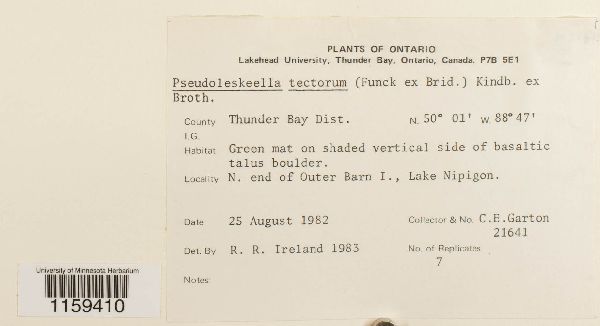 PLANTS OF ONTARIO
Lakehead University, Thunder Bay, Ontario, Canada. P7B 5E1
Pseudoleskeella tectorum (Funck ex Brid.) Kindb. ex
Broth.
County Thunder Bay Dist. N. 50° 01' W 88° 47'
I.G.
Habitat Green mat on shaded vertical side of basaltic
talus boulder.
Locality N. end of Outer Barn I., Lake Nipigon.
Date 25 August 1982 Collector & No. C.E.Garton
21641
Det. By R. R. Ireland 1983 No. of Replicates
7
Notes:
University of Minnesota Herbarium
1159410